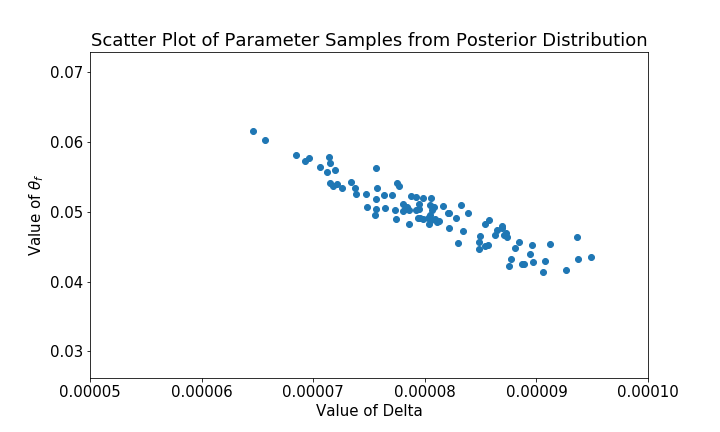 Scatter Plot of Parameter Samples from Posterior Distribution
0.07
0.06
0.05
0.04
0.03
Value of θ_f
0.00005 0.00006 0.00007 0.00008 0.00009 0.00010
Value of Delta